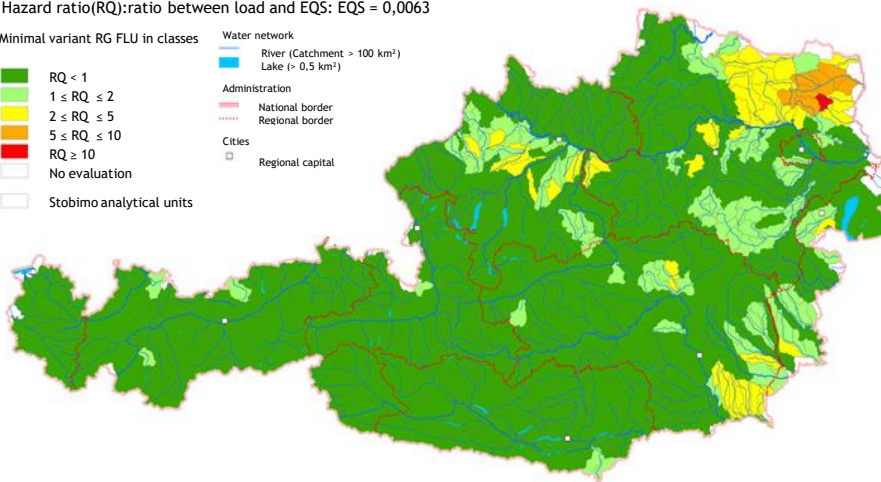 Hazard ratio(RQ):ratio between load and EQS: EQS = 0,0063
Minimal variant RG FLU in classes
RQ < 1
1 ≤ RQ ≤ 2
2 ≤ RQ ≤ 5
5 ≤ RQ ≤ 10
RQ ≥ 10
No evaluation
Stobimo analytical units
Water network
River (Catchment > 100 km²)
Lake (> 0,5 km²)
Administration
National border
Regional border
Cities
Regional capital